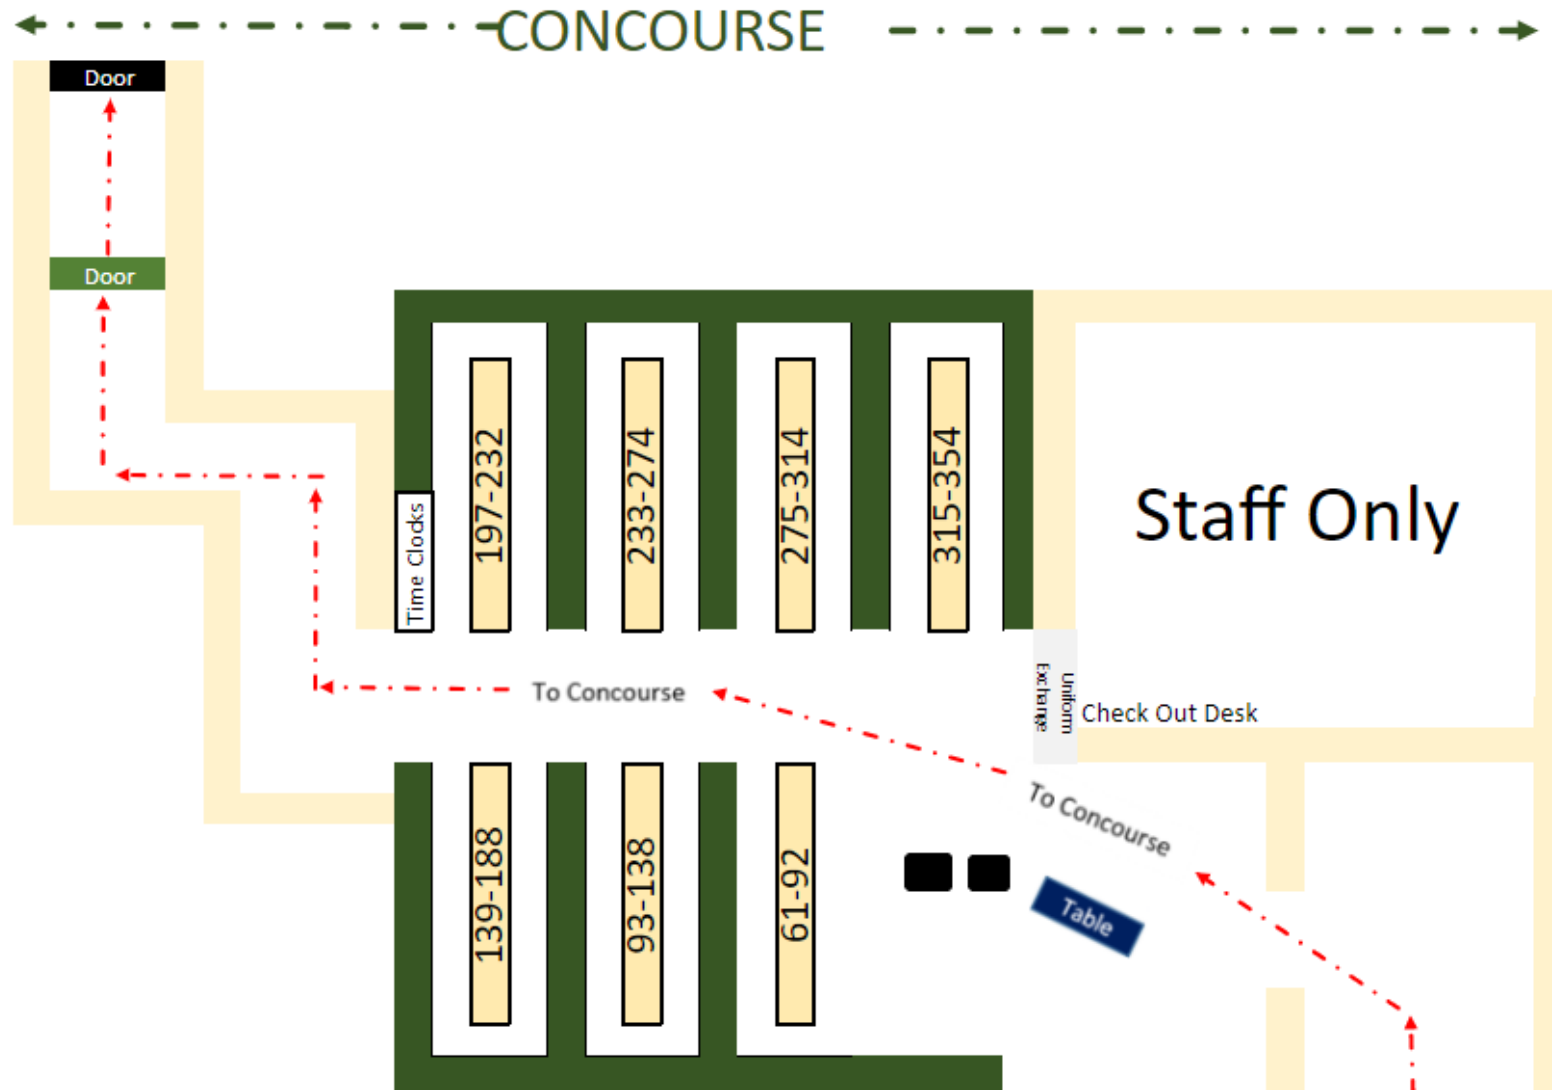 CONCOURSE
Door
Door
197-232
233-274
275-314
315-354
Time Clocks
Staff Only
To Concourse
Uniform
Exchange
Check Out Desk
To Concourse
139-188
93-138
61-92
Table